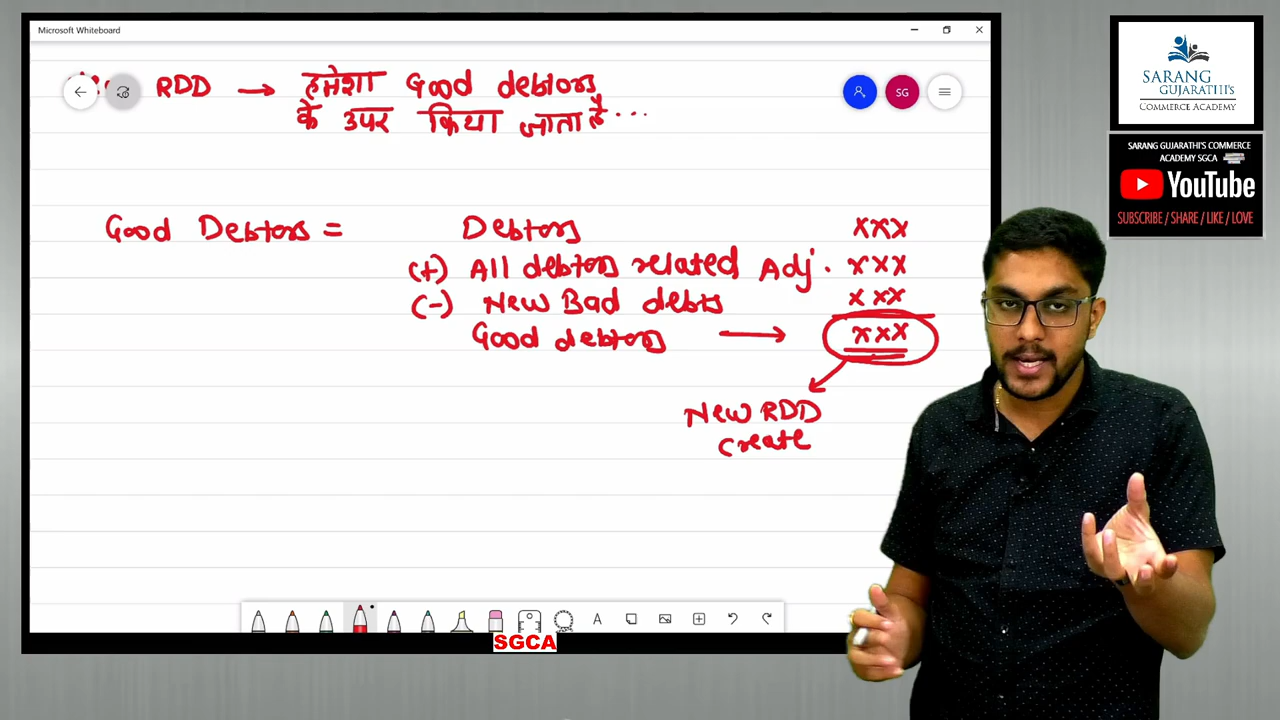 Microsoft Whiteboard
RDD → हमेशा Good debtors
के उपर किया जाता है...
SG
Good Debtors = Debtors xxx
(+) All debtors related Adj. xxx
(-) New Bad debts xxx
Good debtors → xxx
New RDD
create
SGCA
SARANG
GUJARATHI'S
COMMERCE ACADEMY
SARANG GUJARATHI'S COMMERCE
ACADEMY SGCA
YouTube
SUBSCRIBE / SHARE / LIKE / LOVE